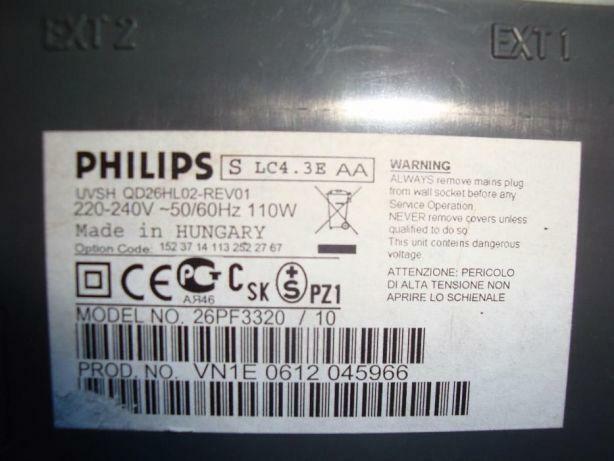 EXT 2
EXT 1
PHILIPS S LC4.3E AA
UVSH QD26HL02-REV01
220-240V ~50/60Hz 110W
Made in HUNGARY
Option Code: 152 37 14 113 252 22 7 67
CE PCT C SK +S PZ1
АЯ46
MODEL NO. 26PF3320 / 10
PROD. NO. VN1E 0612 045966
WARNING
ALWAYS remove mains plug
from wall socket before any
Service Operation.
NEVER remove covers unless
qualified to do so
This unit contains dangerous
voltage.
ATTENZIONE: PERICOLO
DI ALTA TENSIONE NON
APRIRE LO SCHIENALE